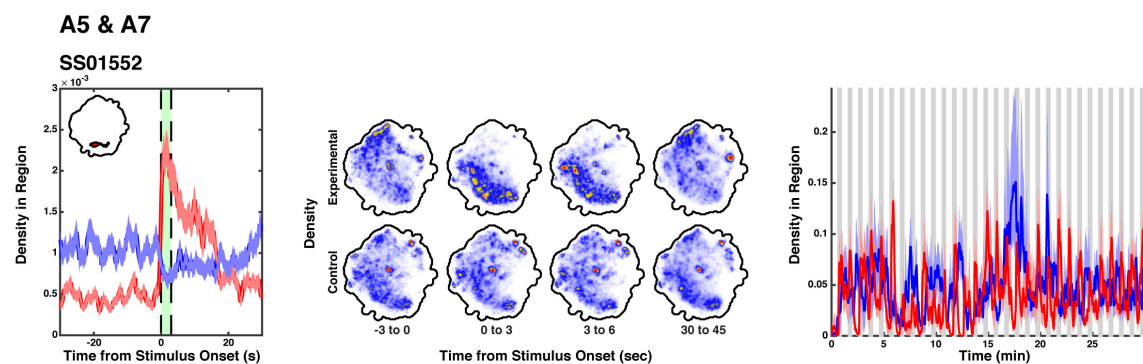 A5 & A7
SS01552
× 10⁻³
3
2.5
2
1.5
1
0.5
0
-20
0
20
Density in Region
Time from Stimulus Onset (s)
Density
Experimental
Control
-3 to 0
0 to 3
3 to 6
30 to 45
Time from Stimulus Onset (sec)
Density in Region
0.2
0.15
0.1
0.05
0
0
5
10
15
20
25
Time (min)